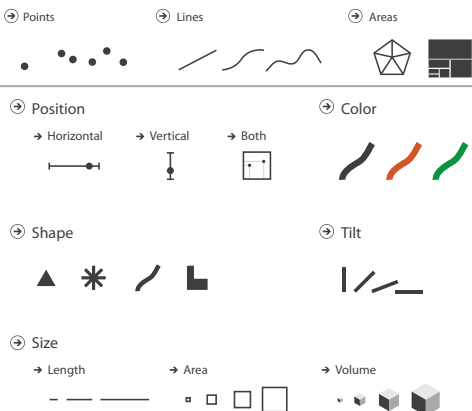 Points
Lines
Areas
Position
Horizontal
Vertical
Both
Color
Shape
Tilt
Size
Length
Area
Volume